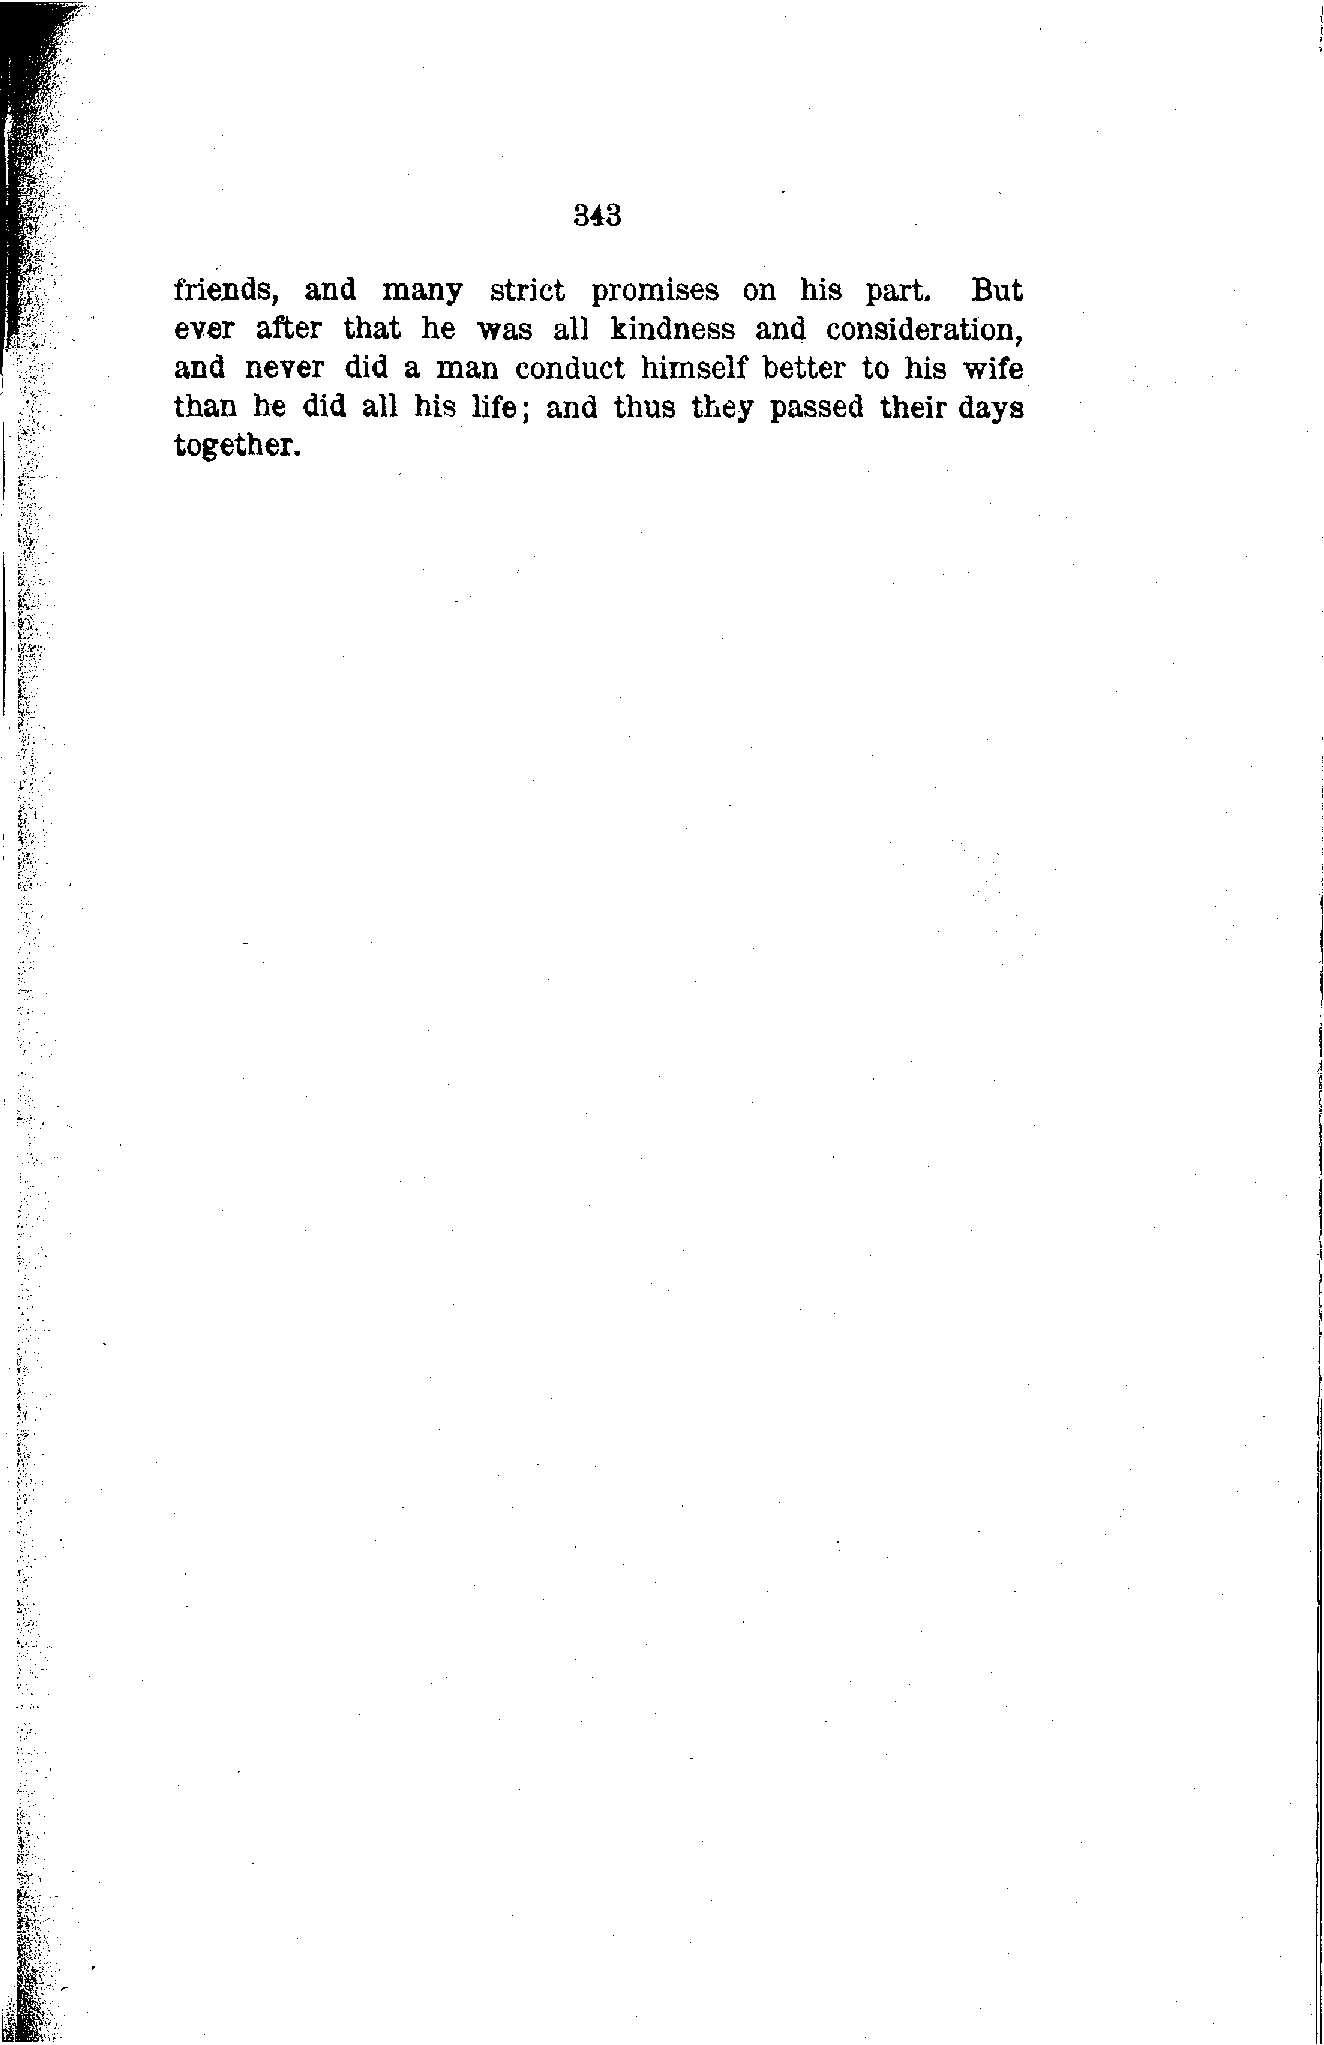 343
friends, and many strict promises on his part. But
ever after that he was all kindness and consideration,
and never did a man conduct himself better to his wife
than he did all his life; and thus they passed their days
together.